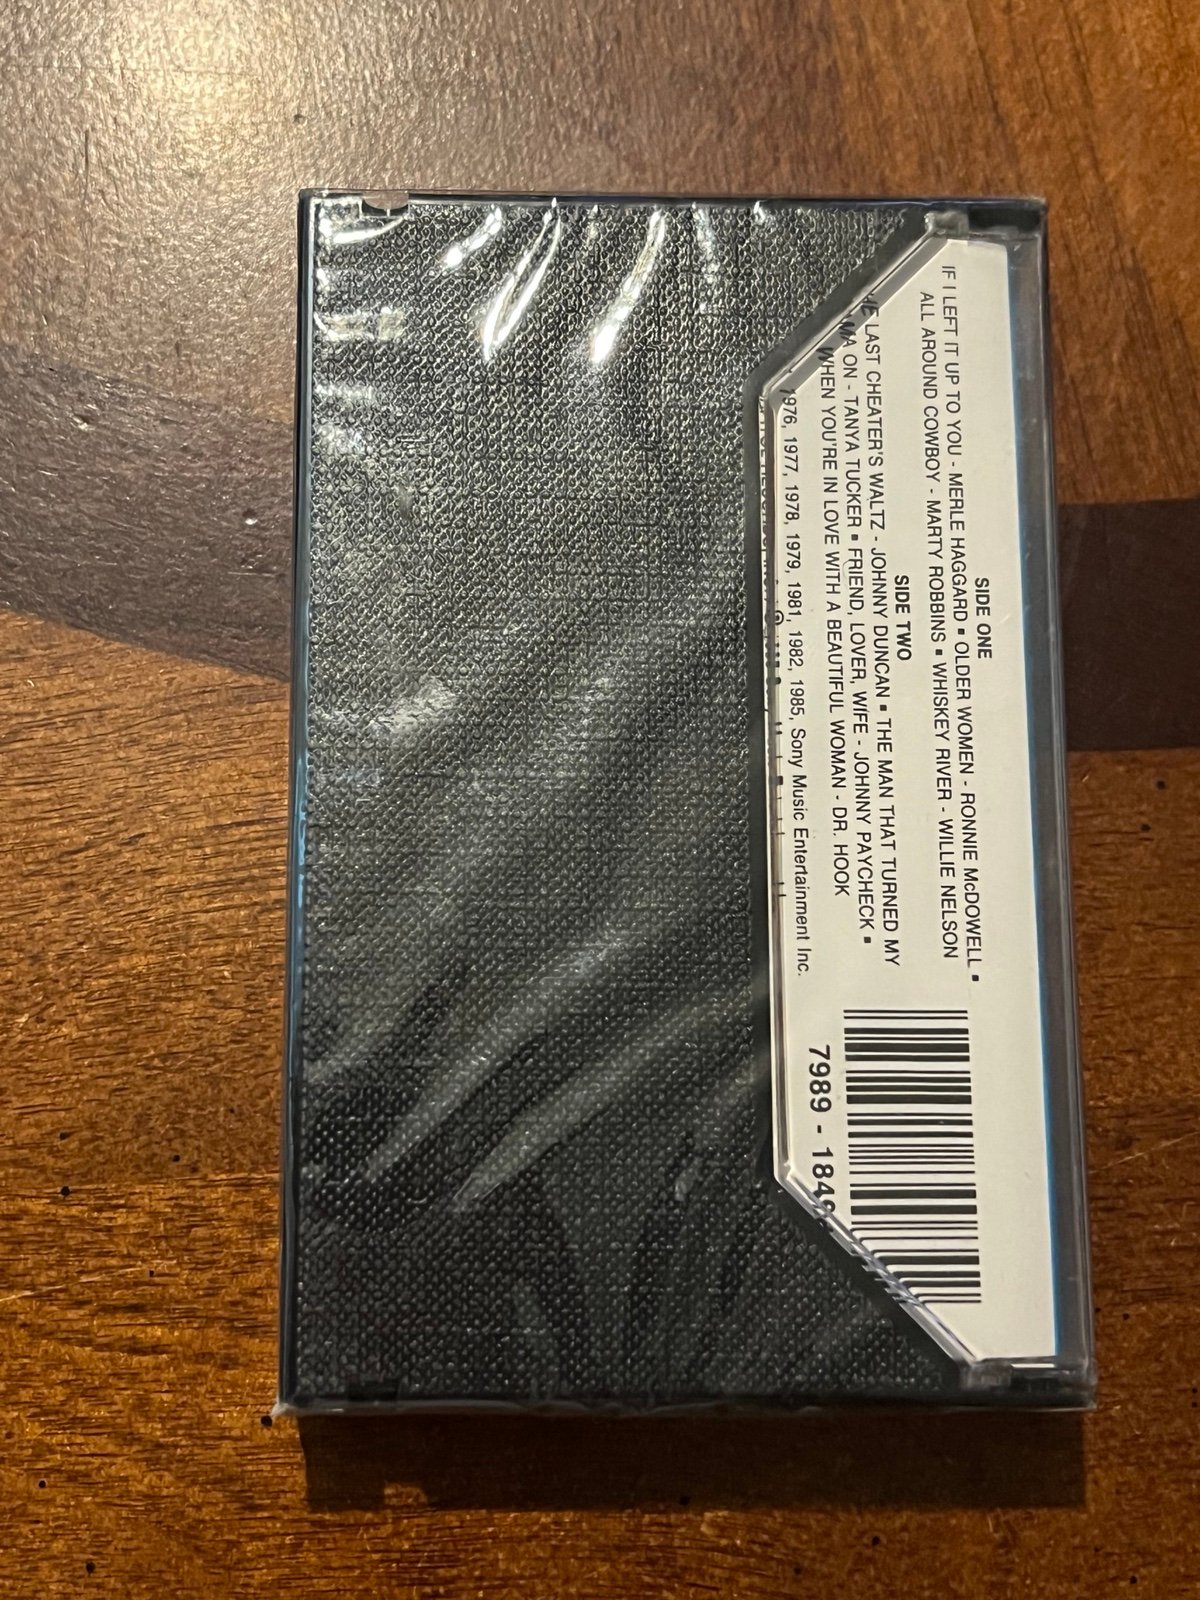 SIDE ONE
IF I LEFT IT UP TO YOU - MERLE HAGGARD ▪ OLDER WOMEN - RONNIE McDOWELL ▪
ALL AROUND COWBOY - MARTY ROBBINS ▪ WHISKEY RIVER - WILLIE NELSON
SIDE TWO
LAST CHEATER'S WALTZ - JOHNNY DUNCAN ▪ THE MAN THAT TURNED MY
ON - TANYA TUCKER ▪ FRIEND, LOVER, WIFE - JOHNNY PAYCHECK ▪
WHEN YOU'RE IN LOVE WITH A BEAUTIFUL WOMAN - DR. HOOK
1976, 1977, 1978, 1979, 1981, 1982, 1985, Sony Music Entertainment Inc.
7989 - 1849